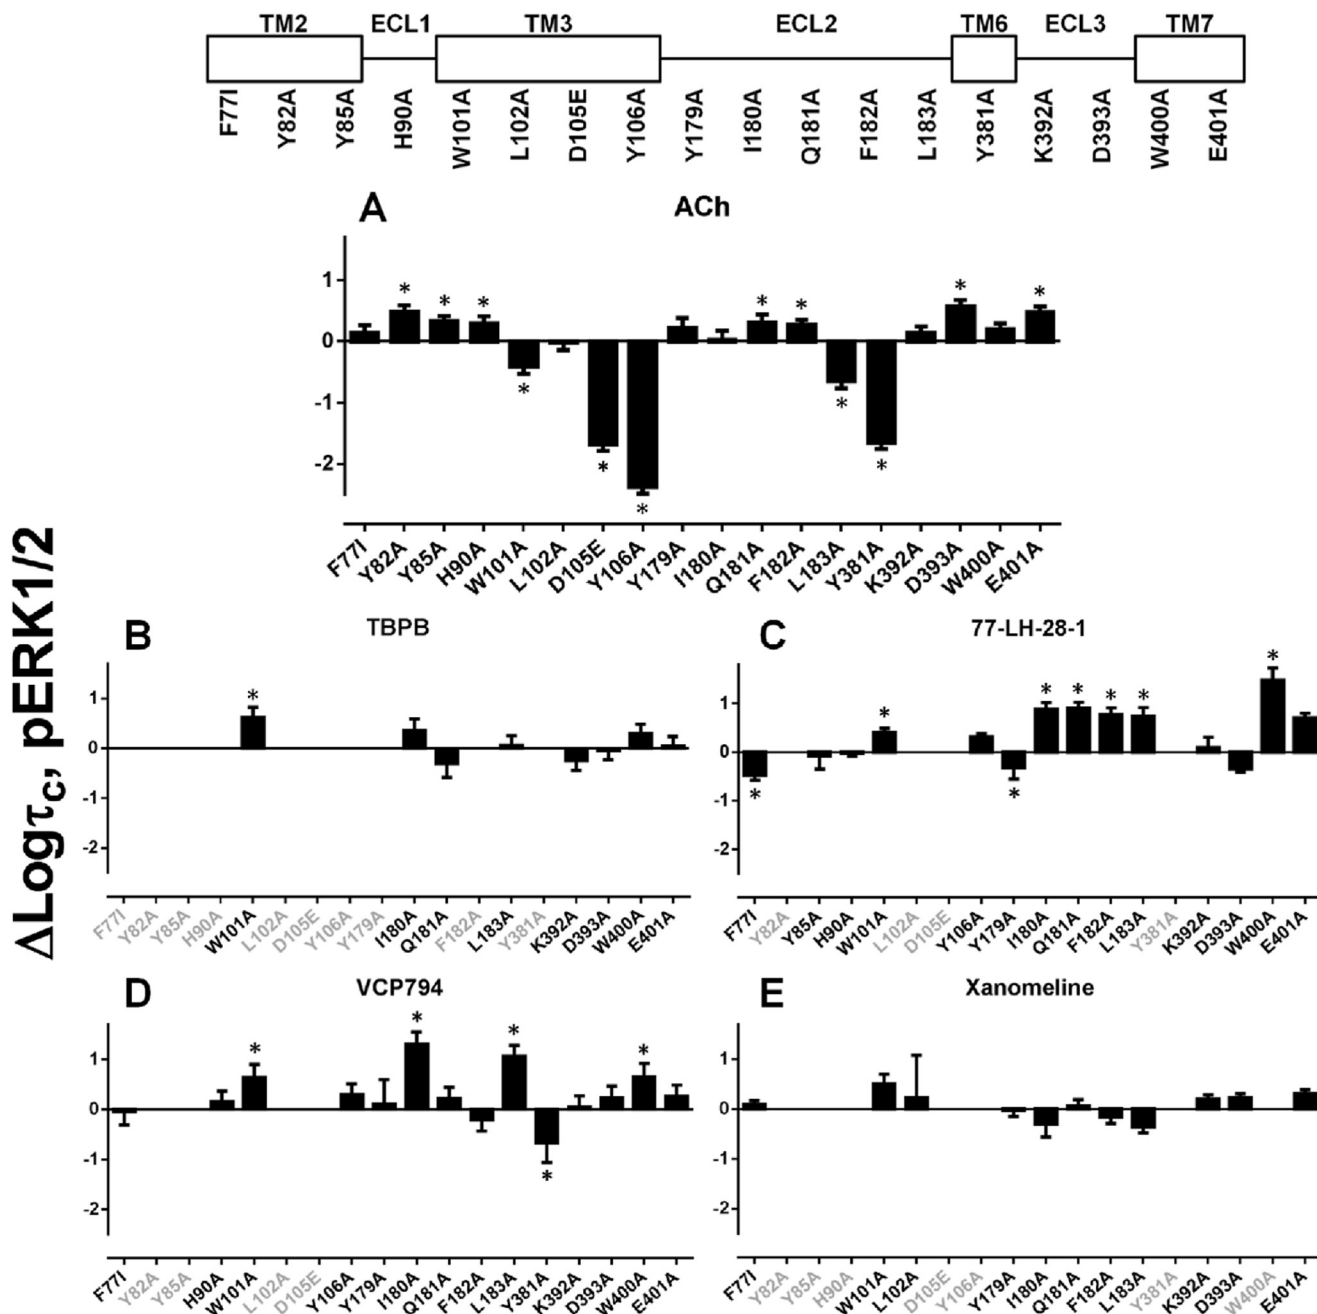 TM2 ECL1 TM3 ECL2 TM6 ECL3 TM7
F77I Y82A Y85A H90A W101A L102A D105E Y106A Y179A I180A Q181A F182A L183A Y381A K392A D393A W400A E401A
A ACh
* * * * * * * * * * * *
1
0
-1
-2
F77I Y82A Y85A H90A W101A L102A D105E Y106A Y179A I180A Q181A F182A L183A Y381A K392A D393A W400A E401A
ΔLogτC, pERK1/2
B TBPB
*
1
0
-1
-2
F77I Y82A Y85A H90A W101A L102A D105E Y106A Y179A I180A Q181A F182A L183A Y381A K392A D393A W400A E401A
C 77-LH-28-1
* * * * * * * *
1
0
-1
-2
F77I Y82A Y85A H90A W101A L102A D105E Y106A Y179A I180A Q181A F182A L183A Y381A K392A D393A W400A E401A
D VCP794
* * * * *
1
0
-1
-2
F77I Y82A Y85A H90A W101A L102A D105E Y106A Y179A I180A Q181A F182A L183A Y381A K392A D393A W400A E401A
E Xanomeline
1
0
-1
-2
F77I Y82A Y85A H90A W101A L102A D105E Y106A Y179A I180A Q181A F182A L183A Y381A K392A D393A W400A E401A